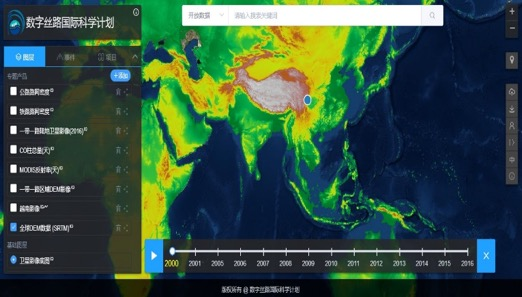 数字丝路国际科学计划
开放数据 请输入搜索关键词
图层 事件 项目
专题产品 +添加
公路路网密度
铁路路网密度
一带一路陆地卫星影像(2016)
CO柱总量(天)
MODIS反射率(天)
一带一路区域DEM影像
越南影像
全球DEM数据 (SRTM)
基础图层
卫星影像底图
2000 2001 2005 2006 2007 2008 2009 2010 2011 2012 2013 2014 2015 2016 X
版权所有 @ 数字丝路国际科学计划